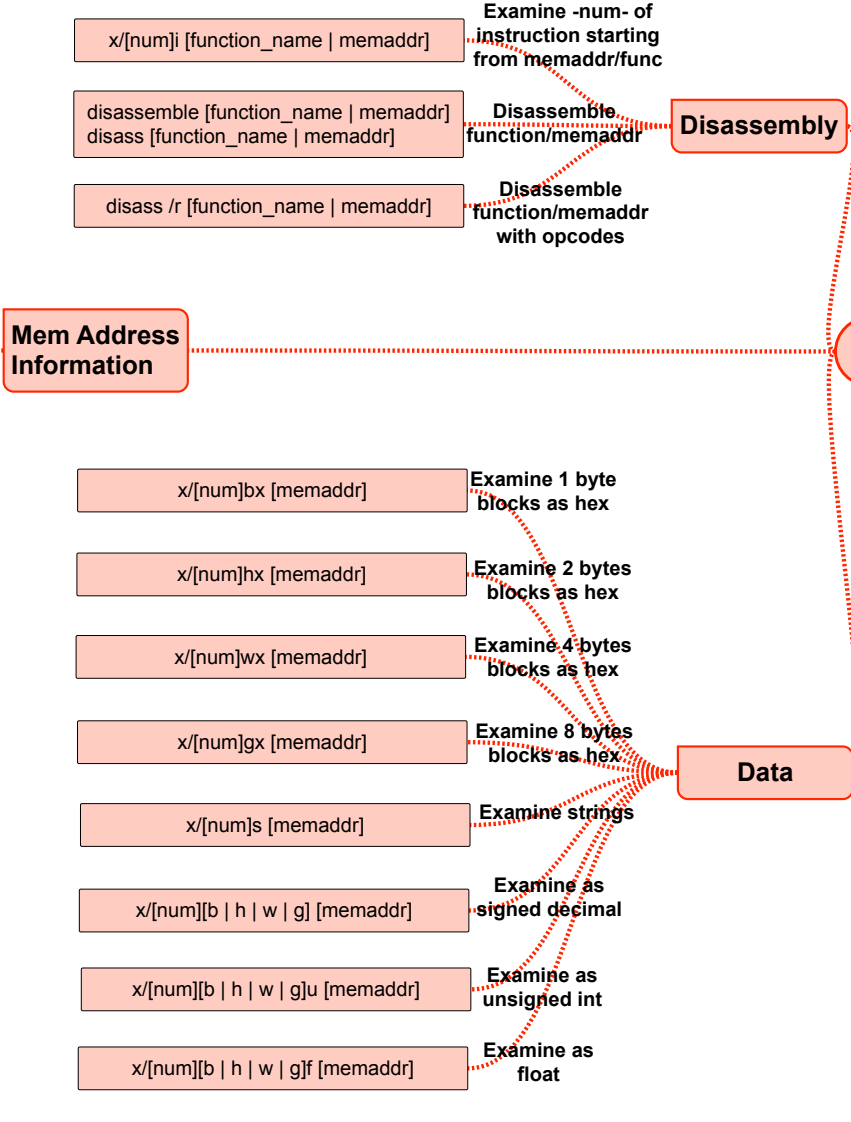 x/[num]i [function_name | memaddr]
Examine -num- of
instruction starting
from memaddr/func
disassemble [function_name | memaddr]
disass [function_name | memaddr]
Disassemble
function/memaddr
disass /r [function_name | memaddr]
Disassemble
function/memaddr
with opcodes
Disassembly
Mem Address
Information
x/[num]bx [memaddr]
Examine 1 byte
blocks as hex
x/[num]hx [memaddr]
Examine 2 bytes
blocks as hex
x/[num]wx [memaddr]
Examine 4 bytes
blocks as hex
x/[num]gx [memaddr]
Examine 8 bytes
blocks as hex
x/[num]s [memaddr]
Examine strings
x/[num][b | h | w | g] [memaddr]
Examine as
signed decimal
x/[num][b | h | w | g]u [memaddr]
Examine as
unsigned int
x/[num][b | h | w | g]f [memaddr]
Examine as
float
Data